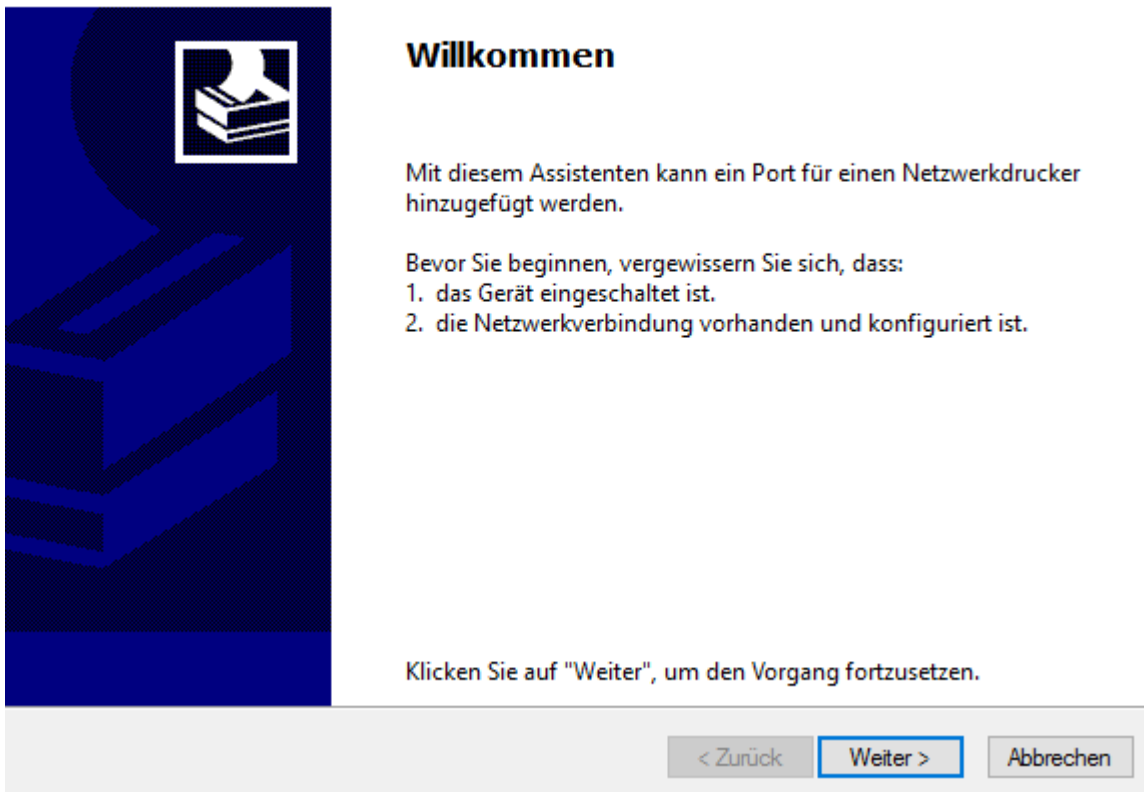 Willkommen
Mit diesem Assistenten kann ein Port für einen Netzwerkdrucker
hinzugefügt werden.
Bevor Sie beginnen, vergewissern Sie sich, dass:
1. das Gerät eingeschaltet ist.
2. die Netzwerkverbindung vorhanden und konfiguriert ist.
Klicken Sie auf "Weiter", um den Vorgang fortzusetzen.
< Zurück Weiter > Abbrechen